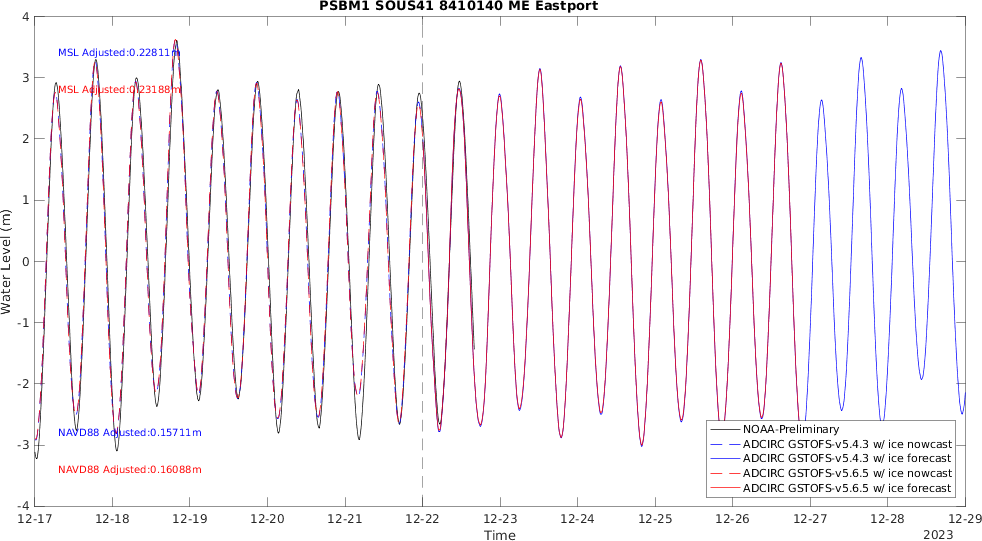 PSBM1 SOUS41 8410140 ME Eastport
MSL Adjusted:0.22811m
MSL Adjusted:0.23188m
NAVD88 Adjusted:0.15711m
NAVD88 Adjusted:0.16088m
Water Level (m)
4
3
2
1
0
-1
-2
-3
-4
NOAA-Preliminary
ADCIRC GSTOFS-v5.4.3 w/ ice nowcast
ADCIRC GSTOFS-v5.4.3 w/ ice forecast
ADCIRC GSTOFS-v5.6.5 w/ ice nowcast
ADCIRC GSTOFS-v5.6.5 w/ ice forecast
12-17 12-18 12-19 12-20 12-21 12-22 12-23 12-24 12-25 12-26 12-27 12-28 12-29
Time
2023